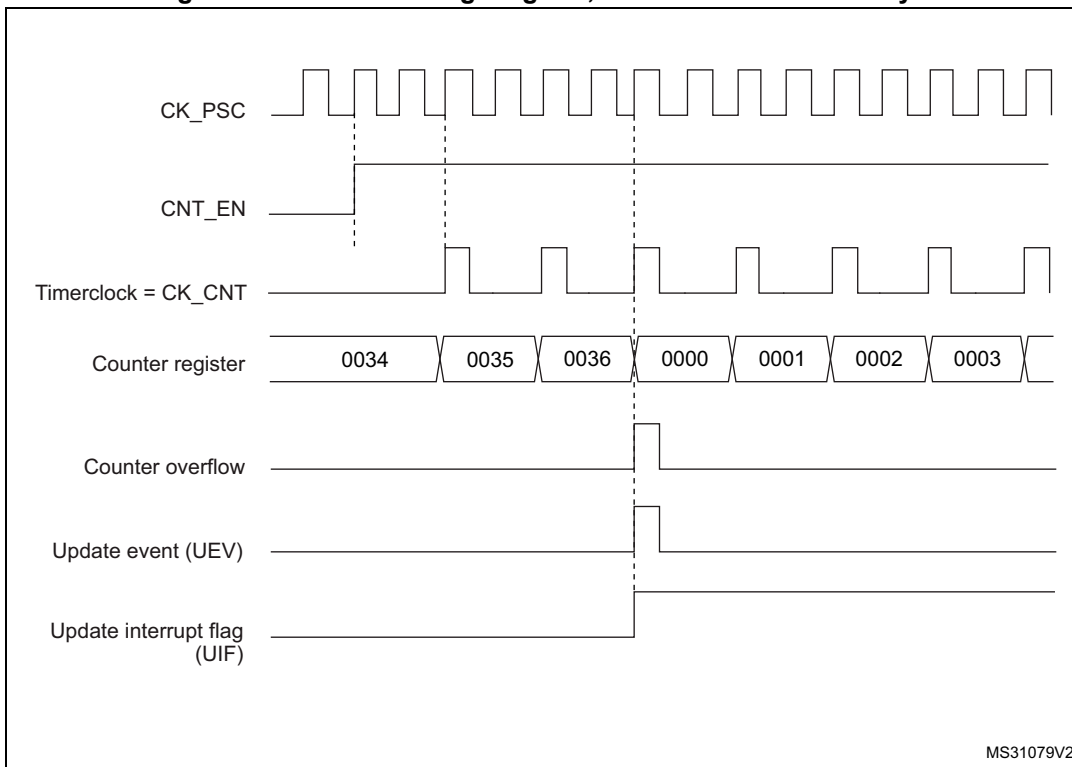 CK_PSC
CNT_EN
Timerclock = CK_CNT
Counter register 0034 0035 0036 0000 0001 0002 0003
Counter overflow
Update event (UEV)
Update interrupt flag
(UIF)
MS31079V2